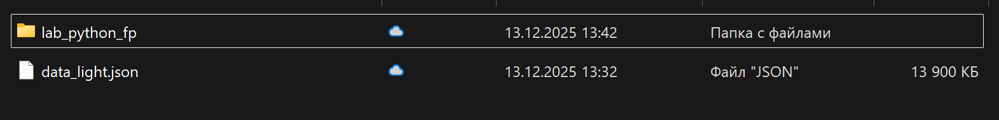 lab_python_fp 13.12.2025 13:42 Папка с файлами
data_light.json 13.12.2025 13:32 Файл "JSON" 13 900 КБ